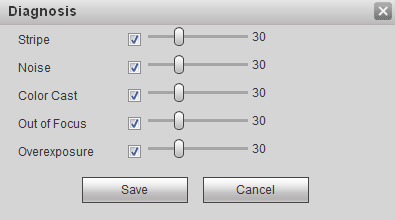 Diagnosis
Stripe 30
Noise 30
Color Cast 30
Out of Focus 30
Overexposure 30
Save Cancel